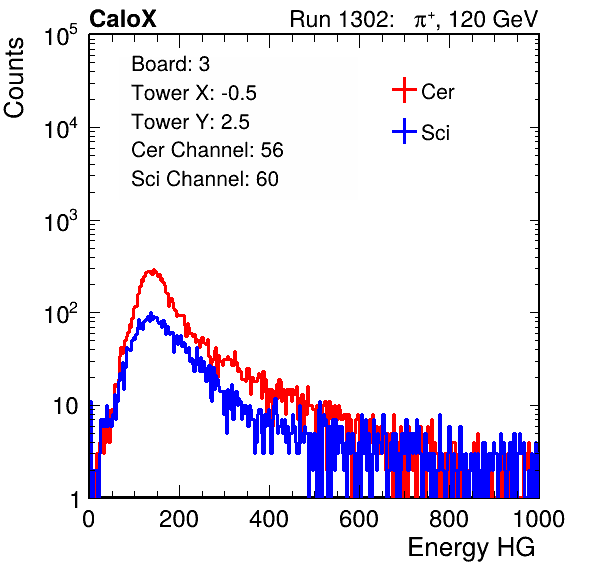 CaloX Run 1302: π⁺, 120 GeV
Board: 3
Tower X: -0.5
Tower Y: 2.5
Cer Channel: 56
Sci Channel: 60
Cer
Sci
Counts
10⁵
10⁴
10³
10²
10
1
0 200 400 600 800 1000
Energy HG